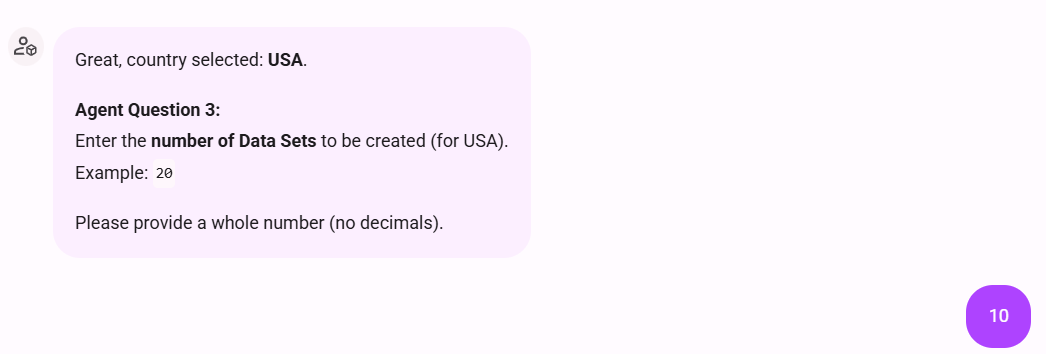 Great, country selected: USA.
Agent Question 3:
Enter the number of Data Sets to be created (for USA).
Example: 20
Please provide a whole number (no decimals).
10